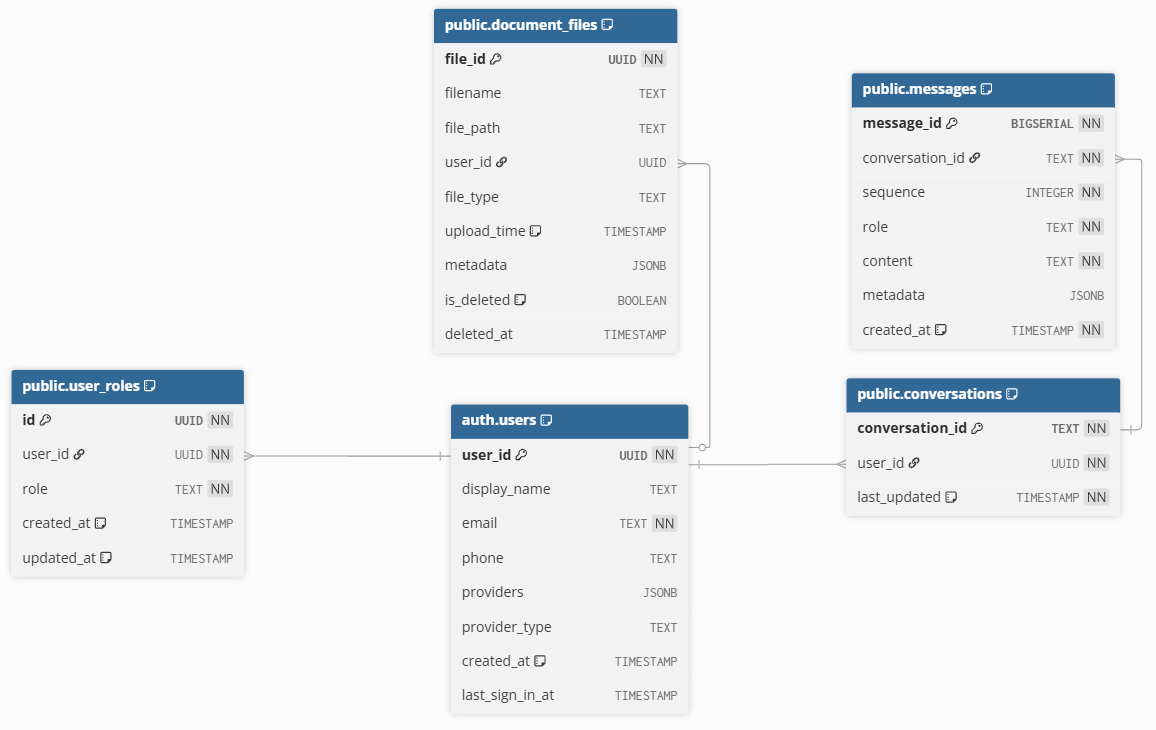 public.document_files
file_id UUID NN
filename TEXT
file_path TEXT
user_id UUID
file_type TEXT
upload_time TIMESTAMP
metadata JSONB
is_deleted BOOLEAN
deleted_at TIMESTAMP
public.messages
message_id BIGSERIAL NN
conversation_id TEXT NN
sequence INTEGER NN
role TEXT NN
content TEXT NN
metadata JSONB
created_at TIMESTAMP NN
public.user_roles
id UUID NN
user_id UUID NN
role TEXT NN
created_at TIMESTAMP
updated_at TIMESTAMP
auth.users
user_id UUID NN
display_name TEXT
email TEXT NN
phone TEXT
providers JSONB
provider_type TEXT
created_at TIMESTAMP
last_sign_in_at TIMESTAMP
public.conversations
conversation_id TEXT NN
user_id UUID NN
last_updated TIMESTAMP NN